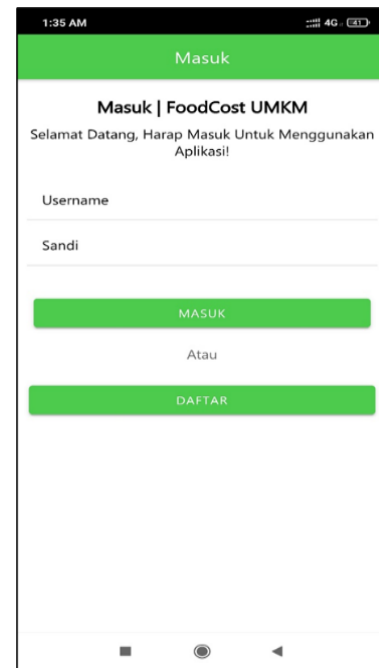 1:35 AM 4G 41
Masuk
Masuk | FoodCost UMKM
Selamat Datang, Harap Masuk Untuk Menggunakan
Aplikasi!
Username
Sandi
MASUK
Atau
DAFTAR